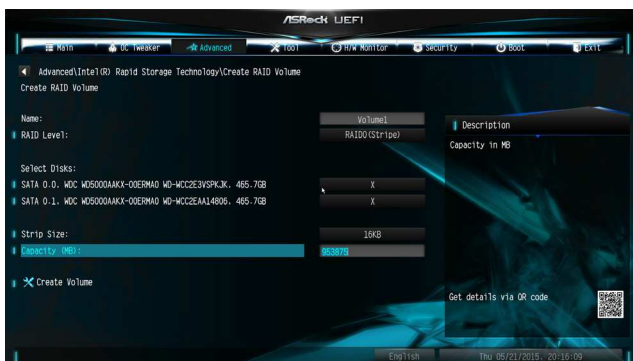 ASRock UEFI
Main OC Tweaker Advanced Tool H/W Monitor Security Boot Exit
Advanced\Intel(R) Rapid Storage Technology\Create RAID Volume
Create RAID Volume
Name: Volume1
RAID Level: RAID0(Stripe)
Select Disks:
SATA 0.0. WDC WD5000AAKX-00ERMA0 WD-WCC2E3VSPKJK. 465.7GB X
SATA 0.1. WDC WD5000AAKX-00ERMA0 WD-WCC2EAA14806. 465.7GB X
Strip Size: 16KB
Capacity (MB): 953875
Create Volume
Description
Capacity in MB
Get details via QR code
English Thu 05/21/2015. 20:16:09